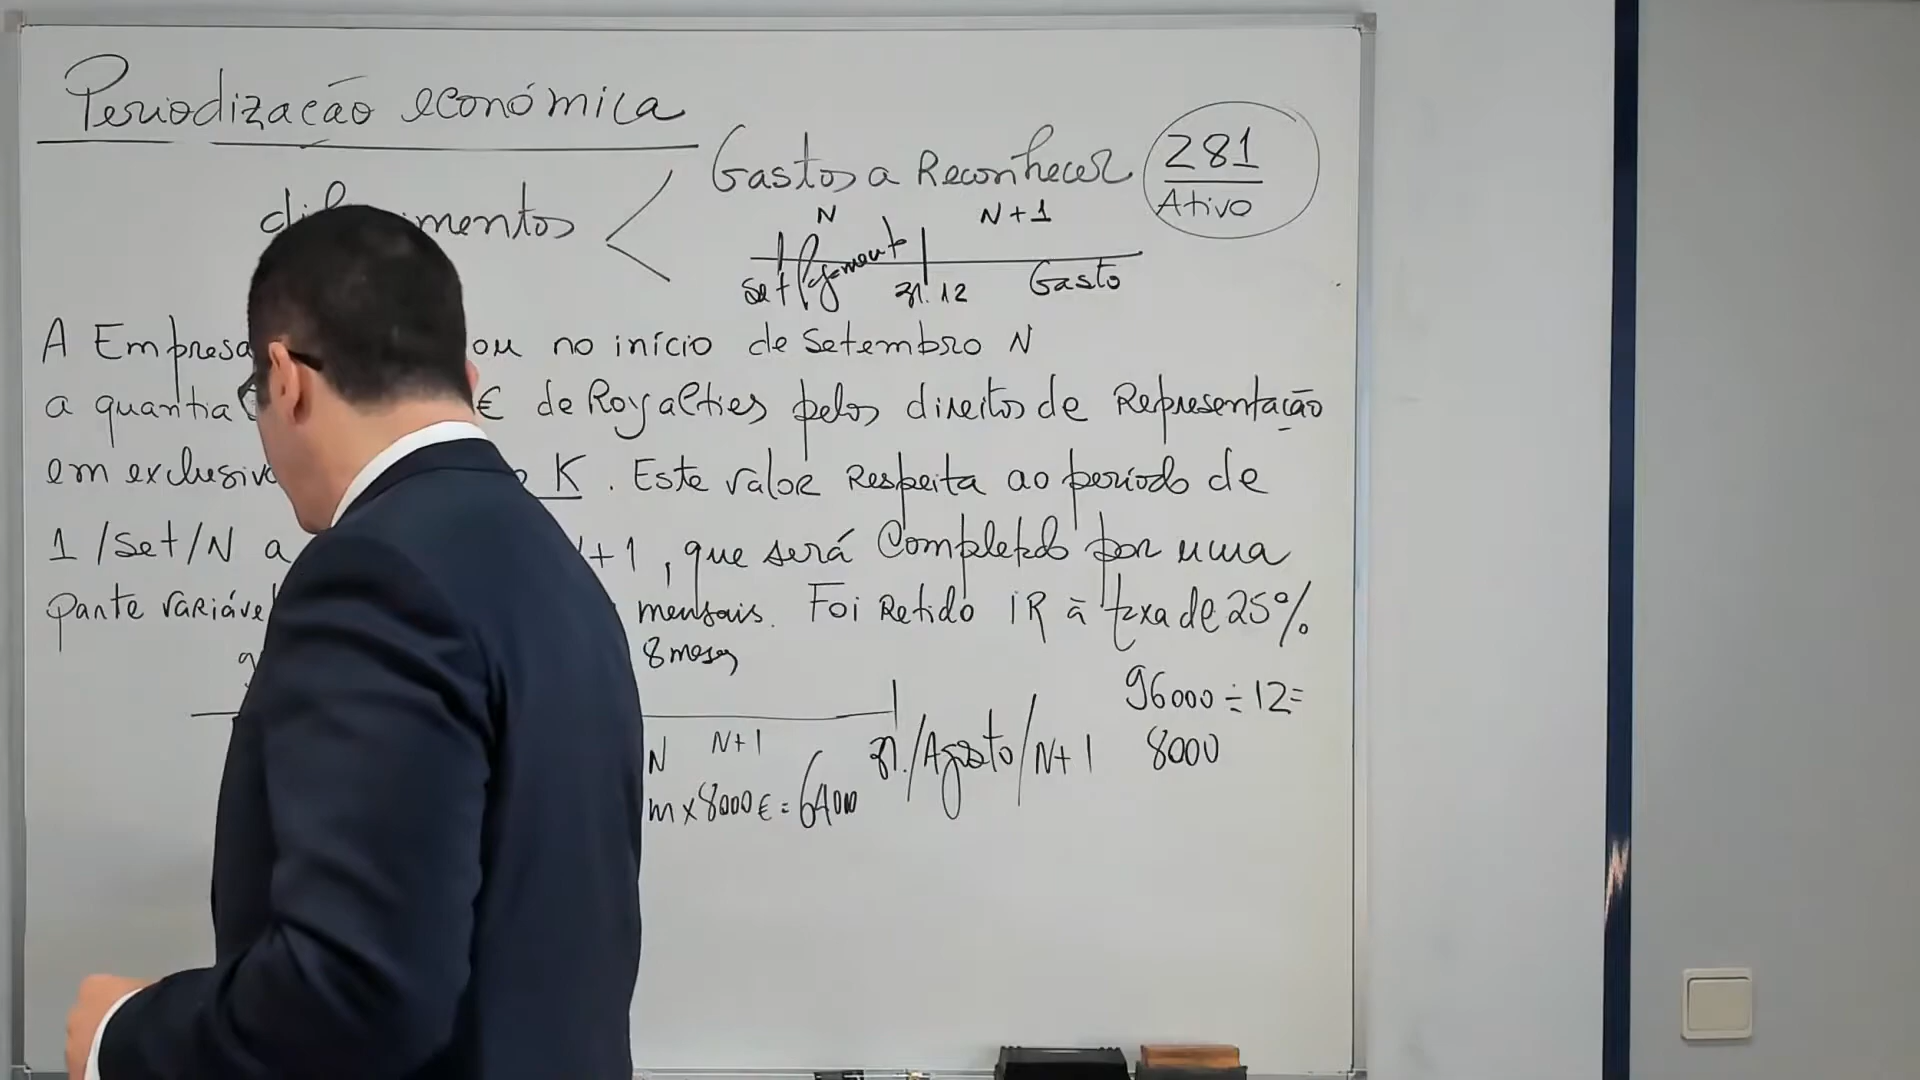 Periodização económica
Gastos a Reconhecer 281
Ativo
mentos
N N+1
Set Pagamento 31.12 Gasto
A Empresa ou no início de Setembro N
a quantia € de Royalties pelos direitos de Representação
em exclusivo K. Este valor Respeita ao período de
1/Set/N a +1, que será Completado por uma
parte variável mensais. Foi Retido IR à taxa de 25%
8 meses
96000 ÷ 12 =
8000
N N+1 31./Agosto/N+1
m x 8000 € = 64000